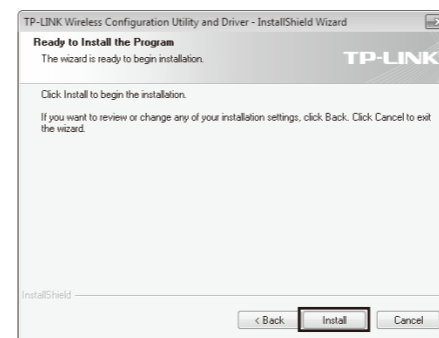 TP-LINK Wireless Configuration Utility and Driver - InstallShield Wizard
Ready to Install the Program
The wizard is ready to begin installation.
TP-LINK
Click Install to begin the installation.
If you want to review or change any of your installation settings, click Back. Click Cancel to exit
the wizard.
InstallShield
< Back Install Cancel